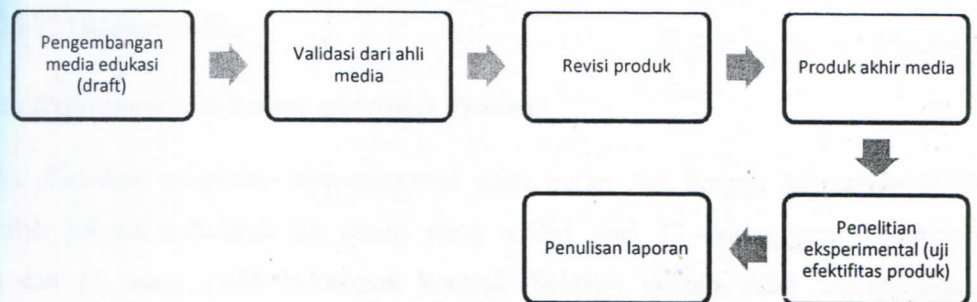 Pengembangan
media edukasi
(draft)
Validasi dari ahli
media
Revisi produk
Produk akhir media
Penelitian
eksperimental (uji
efektifitas produk)
Penulisan laporan